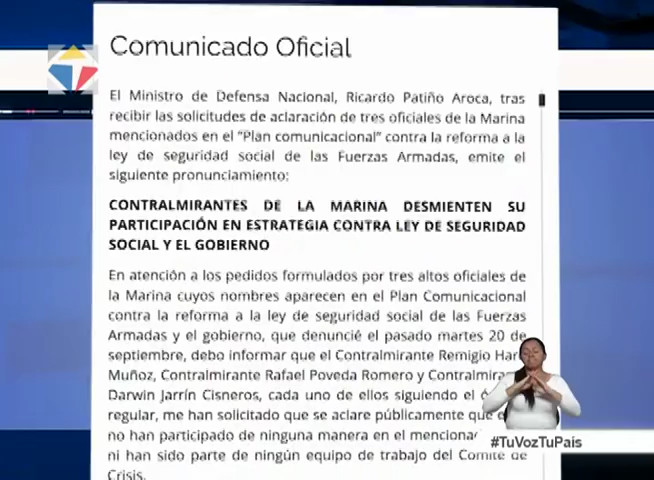 Comunicado Oficial
El Ministro de Defensa Nacional, Ricardo Patiño Aroca, tras
recibir las solicitudes de aclaración de tres oficiales de la Marina
mencionados en el "Plan comunicacional" contra la reforma a la
ley de seguridad social de las Fuerzas Armadas, emite el
siguiente pronunciamiento:
CONTRALMIRANTES DE LA MARINA DESMIENTEN SU
PARTICIPACIÓN EN ESTRATEGIA CONTRA LEY DE SEGURIDAD
SOCIAL Y EL GOBIERNO
En atención a los pedidos formulados por tres altos oficiales de
la Marina cuyos nombres aparecen en el Plan Comunicacional
contra la reforma a la ley de seguridad social de las Fuerzas
Armadas y el gobierno, que denuncié el pasado martes 20 de
septiembre, debo informar que el Contralmirante Remigio
Muñoz, Contralmirante Rafael Poveda Romero y
Darwin Jarrín Cisneros, cada uno de ellos siguiendo el
regular, me han solicitado que se aclare públicamente que
no han participado de ninguna manera en el
ni han sido parte de ningún equipo de trabajo del Comité de
Crisis.
#TuVozTuPaís